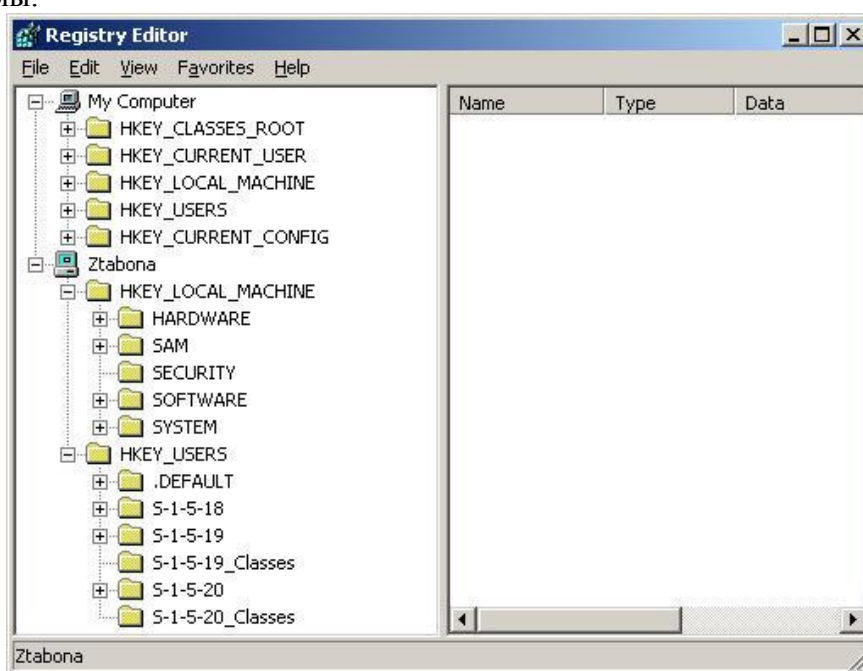 мы.
Registry Editor
File Edit View Favorites Help
My Computer
HKEY_CLASSES_ROOT
HKEY_CURRENT_USER
HKEY_LOCAL_MACHINE
HKEY_USERS
HKEY_CURRENT_CONFIG
Ztabona
HKEY_LOCAL_MACHINE
HARDWARE
SAM
SECURITY
SOFTWARE
SYSTEM
HKEY_USERS
.DEFAULT
S-1-5-18
S-1-5-19
S-1-5-19_Classes
S-1-5-20
S-1-5-20_Classes
Name Type Data
Ztabona